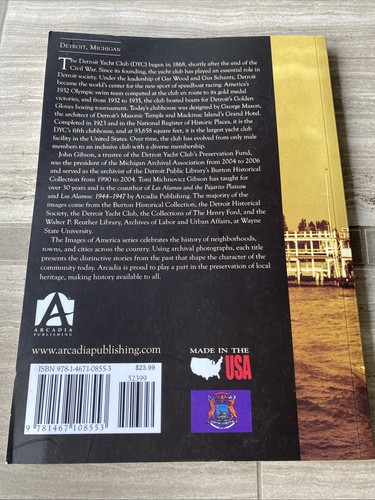 DETROIT, MICHIGAN
The Detroit Yacht Club (DYC) began in 1868, shortly after the end of the
Civil War. Since its founding, the yacht club has played an essential role in
Detroit society. Under the leadership of Gar Wood and Gus Schantz, Detroit
became the world's center for the new sport of speedboat racing. America's
1932 Olympic swim team competed at the club en route to its gold medal
victories, and from 1932 to 1935, the club hosted bouts for Detroit's Golden
Gloves boxing tournament. Today's clubhouse was designed by George Mason,
the architect of Detroit's Masonic Temple and Mackinac Island's Grand Hotel.
Completed in 1923 and in the National Register of Historic Places, it is the
DYC's fifth clubhouse, and at 93,658 square feet, it is the largest yacht club
facility in the United States. Over time, the club has evolved from only male
members to an inclusive club with a diverse membership.
John Gibson, a trustee of the Detroit Yacht Club's Preservation Fund,
was the president of the Michigan Archival Association from 2004 to 2006
and served as the archivist of the Detroit Public Library's Burton Historical
Collection from 1990 to 2004. Toni Michnovicz Gibson has taught for
over 30 years and is the coauthor of Los Alamos and the Pajarito Plateau
and Los Alamos: 1944–1947 by Arcadia Publishing. The majority of the
images come from the Burton Historical Collection, the Detroit Historical
Society, the Detroit Yacht Club, the Collections of The Henry Ford, and the
Walter P. Reuther Library, Archives of Labor and Urban Affairs, at Wayne
State University.
The Images of America series celebrates the history of neighborhoods,
towns, and cities across the country. Using archival photographs, each title
presents the distinctive stories from the past that shape the character of the
community today. Arcadia is proud to play a part in the preservation of local
heritage, making history available to all.
ARCADIA
PUBLISHING
www.arcadiapublishing.com
MADE IN THE
USA
ISBN 978-1-4671-0855-3
$23.99
52399
9 781467 108553